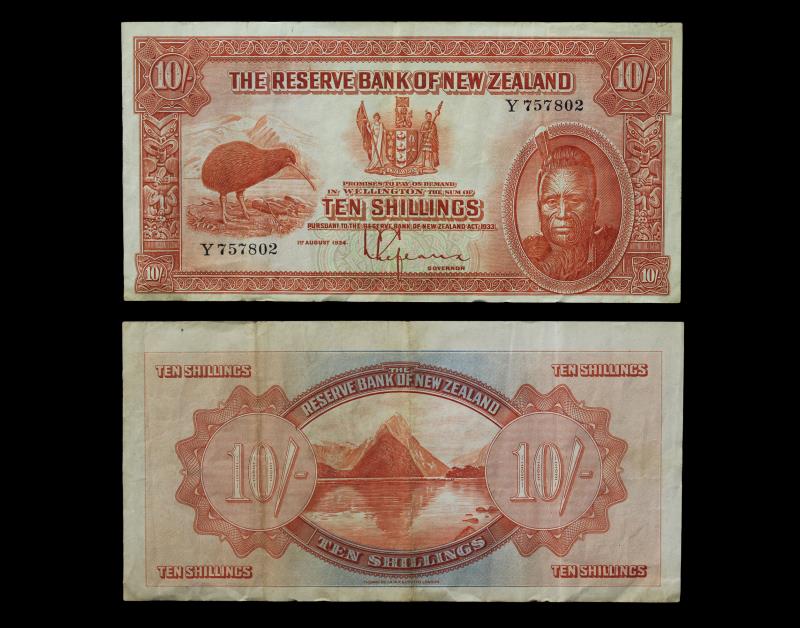 10/-
10/-
THE RESERVE BANK OF NEW ZEALAND
Y 757802
PROMISES TO PAY ON DEMAND
IN WELLINGTON THE SUM OF
TEN SHILLINGS
PURSUANT TO THE RESERVE BANK OF NEW ZEALAND ACT, 1933.
Y 757802
1ST AUGUST 1934.
GOVERNOR
10/-
10/-
TEN SHILLINGS
TEN SHILLINGS
THE
RESERVE BANK OF NEW ZEALAND
10/-
10/-
TEN SHILLINGS
TEN SHILLINGS
TEN SHILLINGS